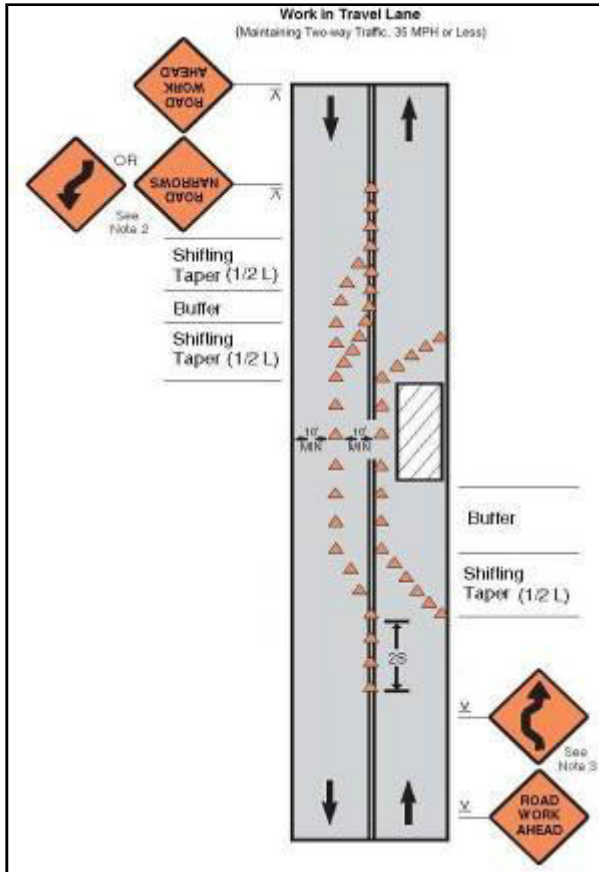 Work in Travel Lane
(Maintaining Two-way Traffic, 35 MPH or Less)
ROAD
WORK
AHEAD
OR
ROAD
NARROWS
See
Note 2
Shifting
Taper (1/2 L)
Buffer
Shifting
Taper (1/2 L)
10'
MIN
10'
MIN
Buffer
Shifting
Taper (1/2 L)
2S
See
Note 3
ROAD
WORK
AHEAD